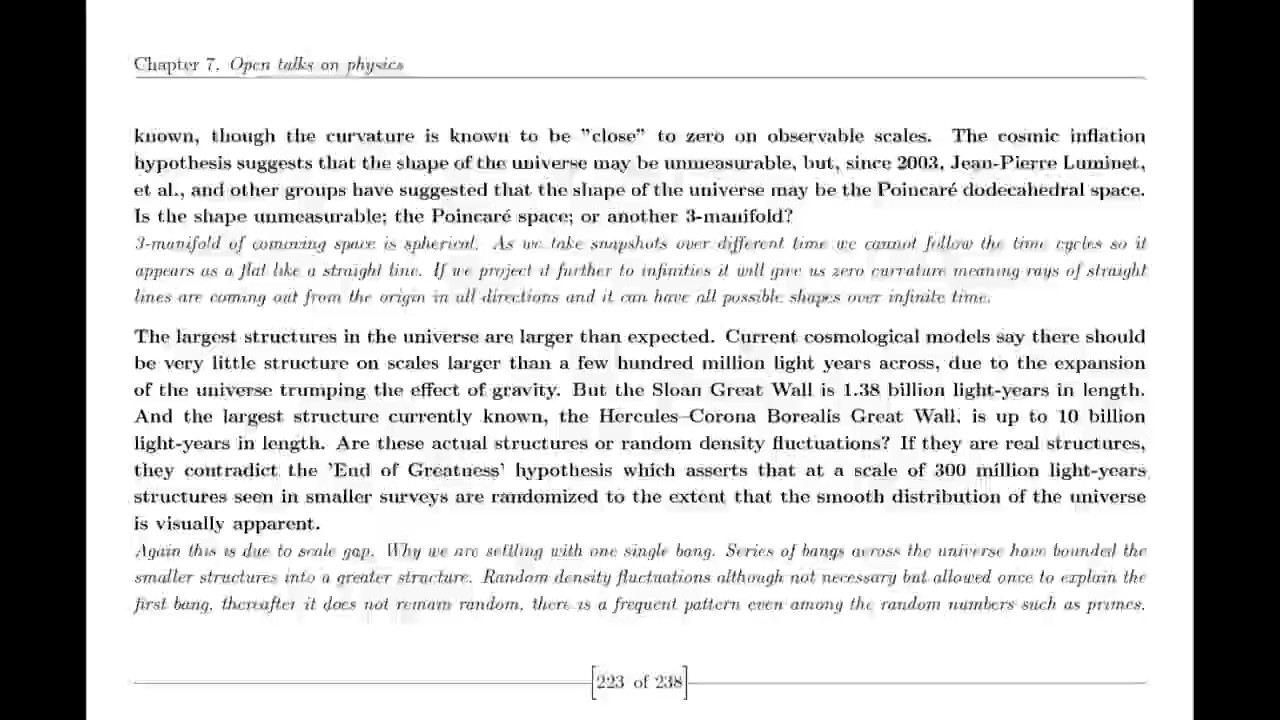 Chapter 7. Open talks on physics
known, though the curvature is known to be "close" to zero on observable scales. The cosmic inflation
hypothesis suggests that the shape of the universe may be unmeasurable, but, since 2003, Jean-Pierre Luminet,
et al., and other groups have suggested that the shape of the universe may be the Poincaré dodecahedral space.
Is the shape unmeasurable; the Poincaré space; or another 3-manifold?
3-manifold of commving space is spherical. As we take snapshots over different time we cannot follow the time cycles so it
appears as a flat like a straight line. If we project it further to infinities it will give us zero curvature meaning rays of straight
lines are coming out from the origin in all directions and it can have all possible shapes over infinite time.
The largest structures in the universe are larger than expected. Current cosmological models say there should
be very little structure on scales larger than a few hundred million light years across, due to the expansion
of the universe trumping the effect of gravity. But the Sloan Great Wall is 1.38 billion light-years in length.
And the largest structure currently known, the Hercules–Corona Borealis Great Wall, is up to 10 billion
light-years in length. Are these actual structures or random density fluctuations? If they are real structures,
they contradict the 'End of Greatness' hypothesis which asserts that at a scale of 300 million light-years
structures seen in smaller surveys are randomized to the extent that the smooth distribution of the universe
is visually apparent.
Again this is due to scale gap. Why we are settling with one single bang. Series of bangs across the universe have bounded the
smaller structures into a greater structure. Random density fluctuations although not necessary but allowed once to explain the
first bang, thereafter it does not remain random, there is a frequent pattern even among the random numbers such as primes.
[223 of 238]